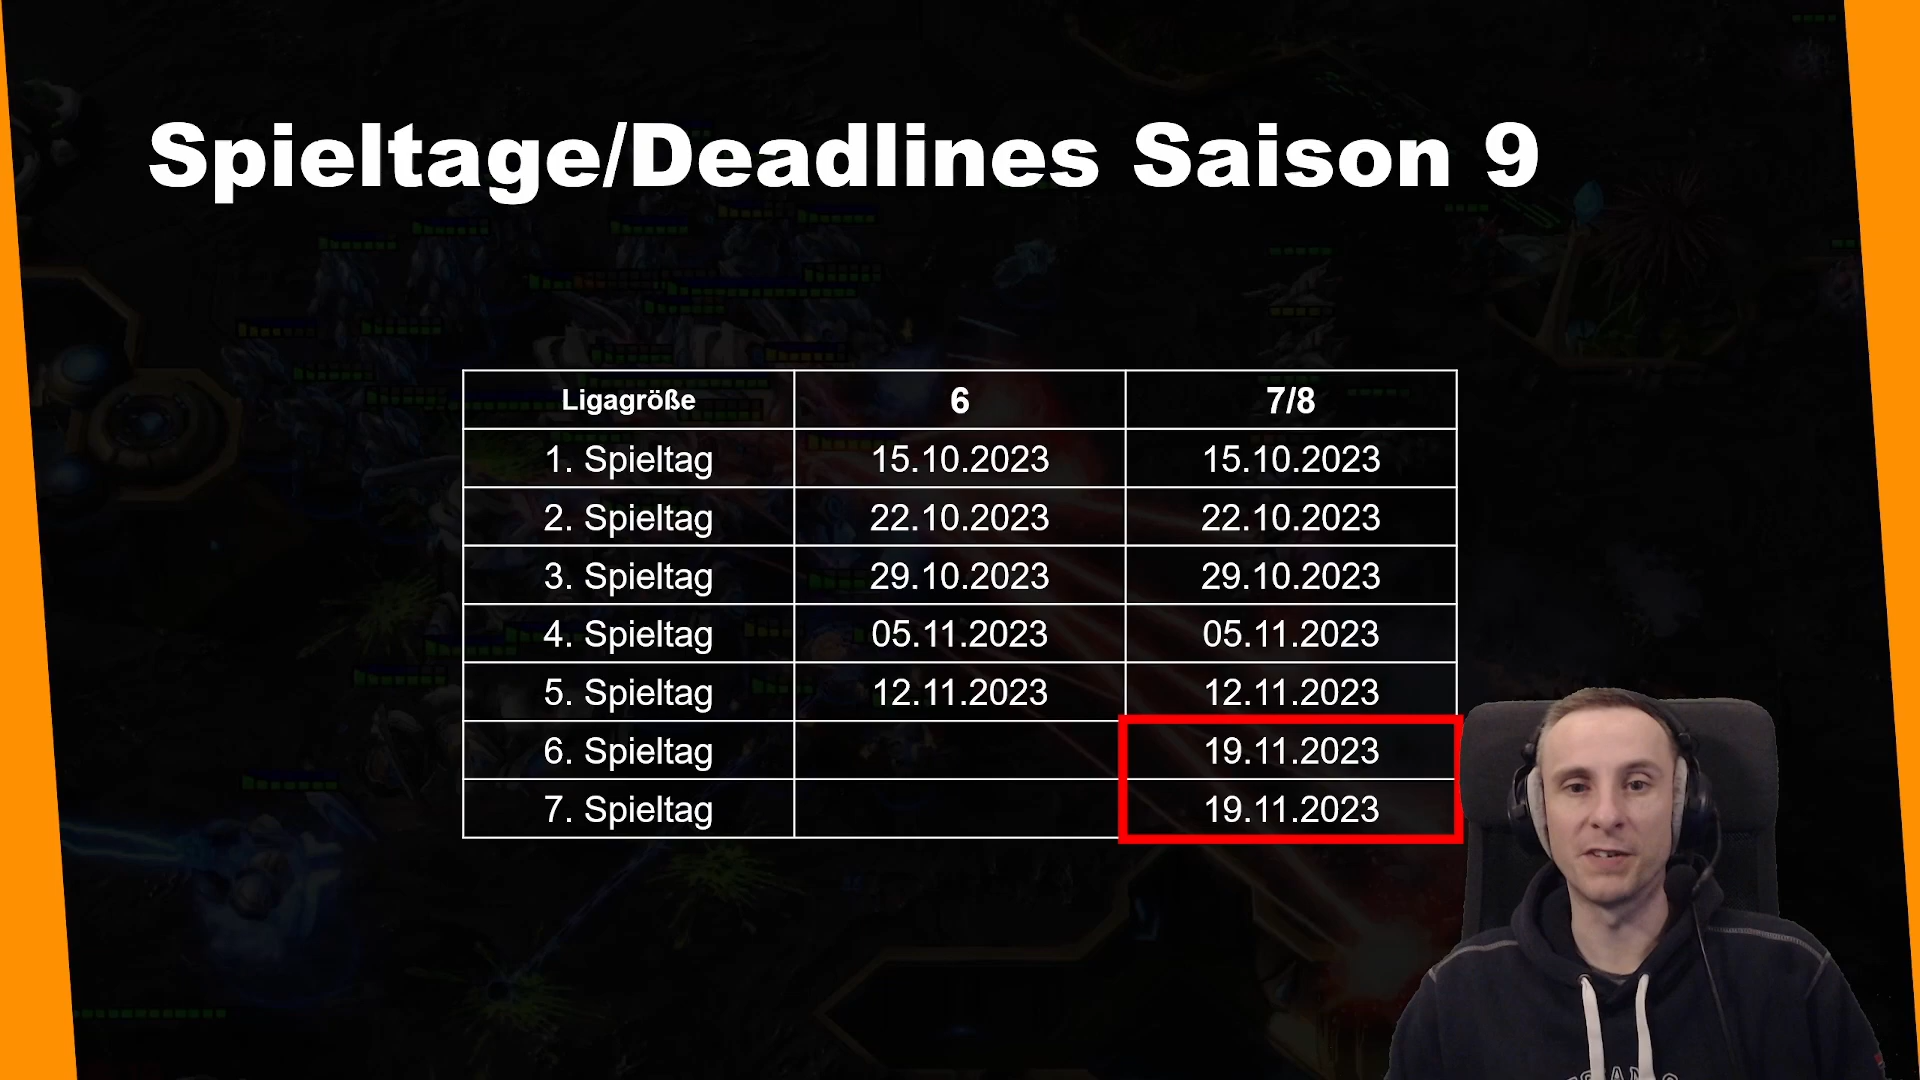 Spieltage/Deadlines Saison 9
Ligagröße 6 7/8
1. Spieltag 15.10.2023 15.10.2023
2. Spieltag 22.10.2023 22.10.2023
3. Spieltag 29.10.2023 29.10.2023
4. Spieltag 05.11.2023 05.11.2023
5. Spieltag 12.11.2023 12.11.2023
6. Spieltag 19.11.2023
7. Spieltag 19.11.2023